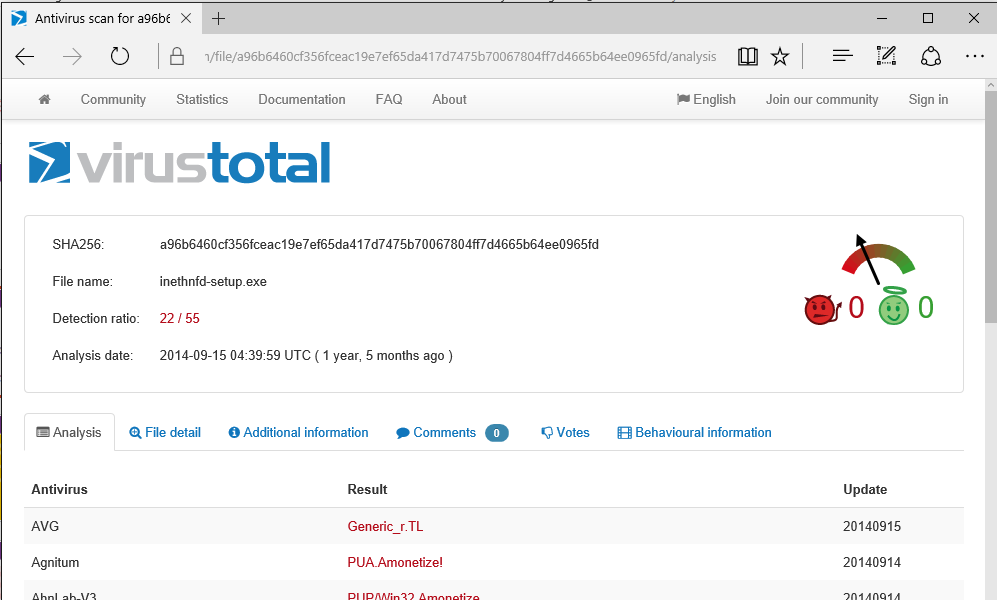 Antivirus scan for a96b6
n/file/a96b6460cf356fceac19e7ef65da417d7475b70067804ff7d4665b64ee0965fd/analysis
Community Statistics Documentation FAQ About English Join our community Sign in
virustotal
SHA256: a96b6460cf356fceac19e7ef65da417d7475b70067804ff7d4665b64ee0965fd
File name: inethnfd-setup.exe
Detection ratio: 22 / 55
0 0
Analysis date: 2014-09-15 04:39:59 UTC ( 1 year, 5 months ago )
Analysis File detail Additional information Comments 0 Votes Behavioural information
Antivirus Result Update
AVG Generic_r.TL 20140915
Agnitum PUA.Amonetize! 20140914
AhnLab-V3 PUP/Win32.Amonetize 20140914